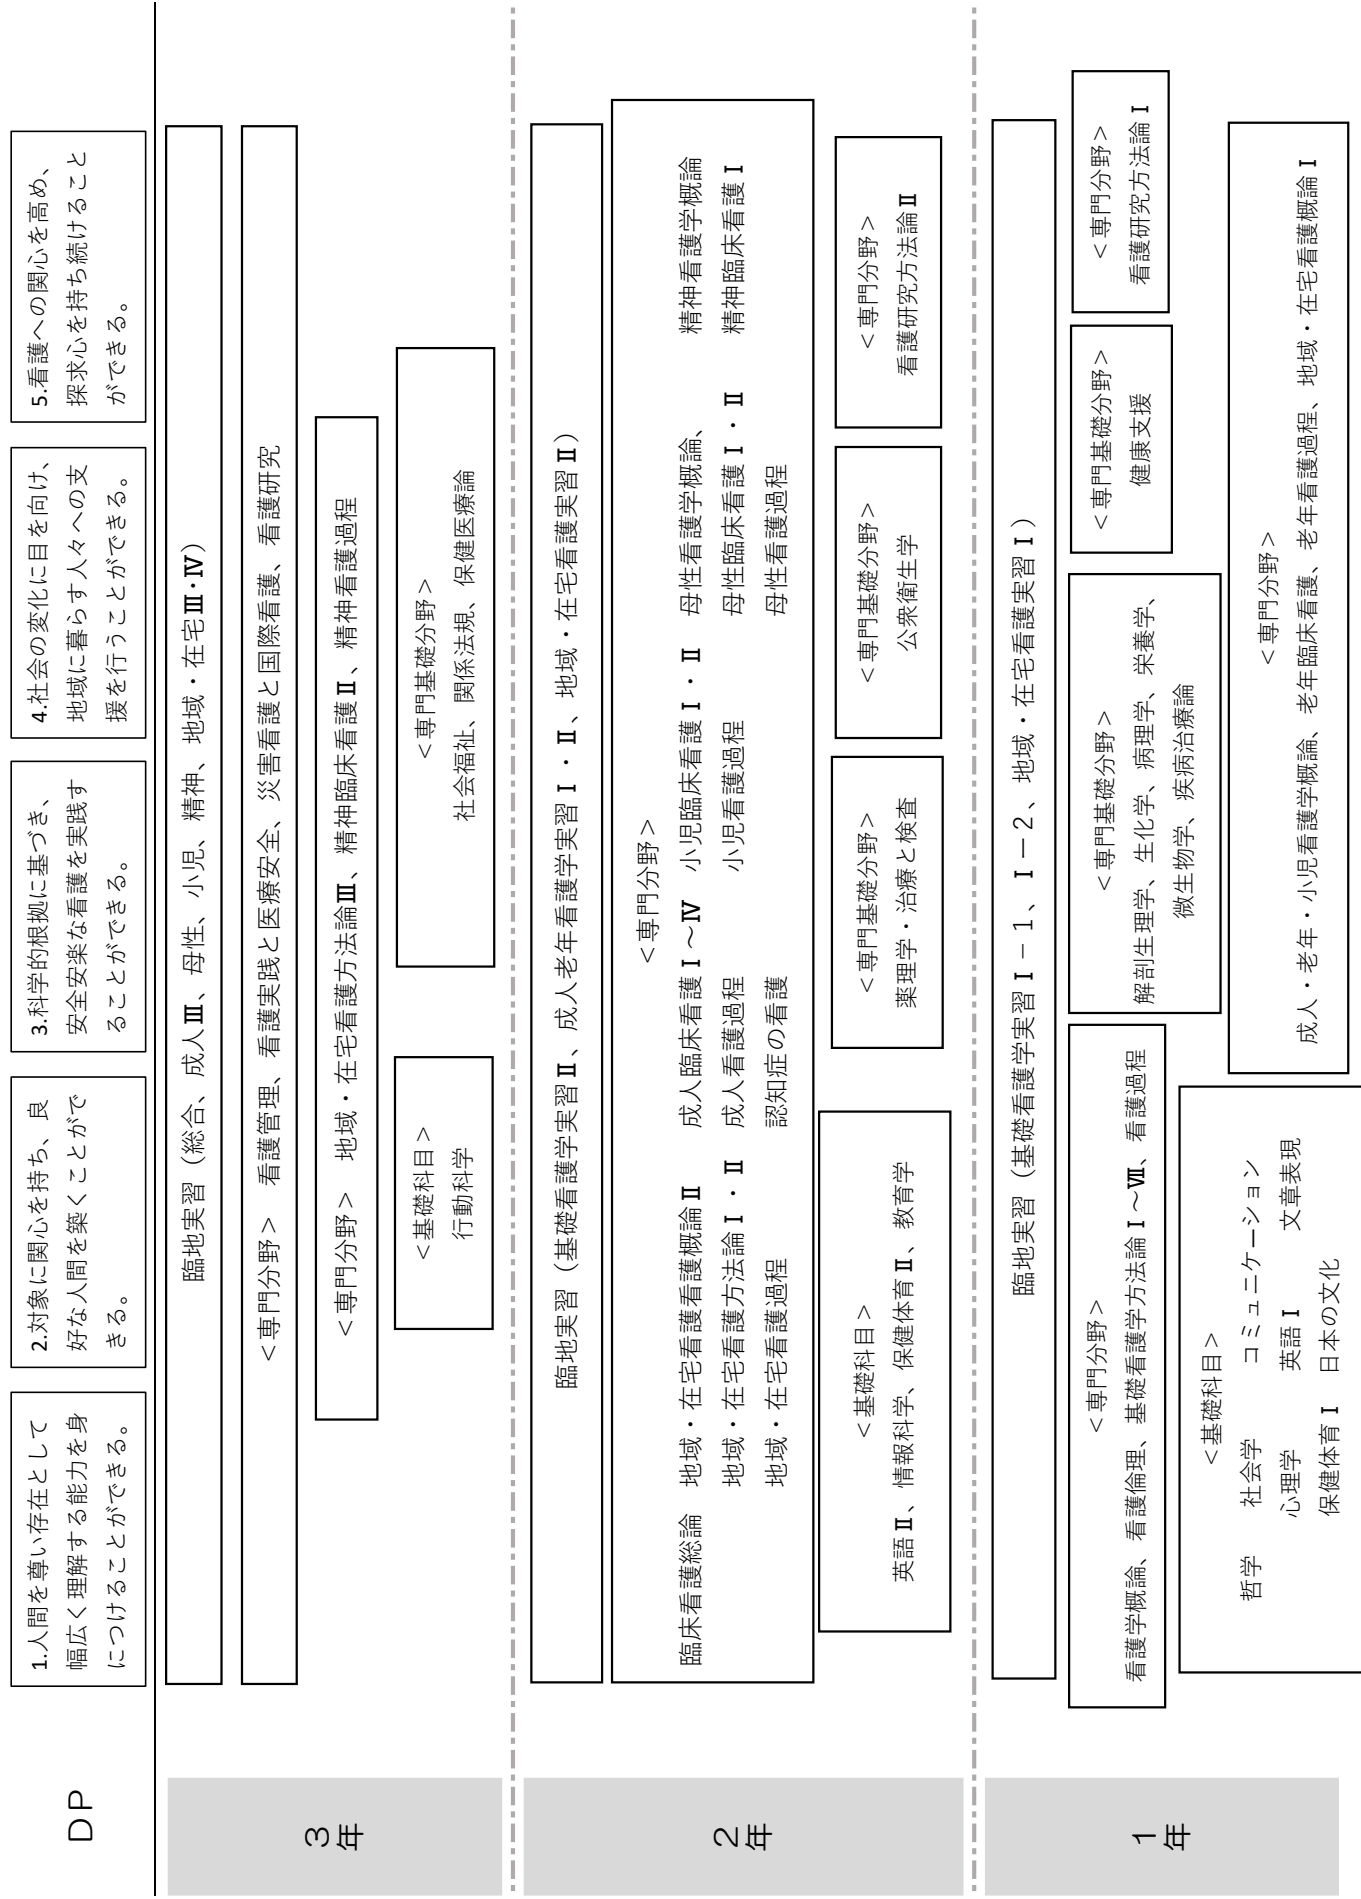 DP
1.人間を尊い存在として
幅広く理解する能力を身
につけることができる。
2.対象に関心を持ち、良
好な人間を築くことがで
きる。
3.科学的根拠に基づき、
安全安楽な看護を実践す
ることができる。
4.社会の変化に目を向け、
地域に暮らす人々への支
援を行うことができる。
5.看護への関心を高め、
探求心を持ち続けること
ができる。
3年
臨地実習（総合、成人Ⅲ、母性、小児、精神、地域・在宅Ⅲ・Ⅳ）
＜専門分野＞ 看護管理、看護実践と医療安全、災害看護と国際看護、看護研究
＜専門分野＞ 地域・在宅看護方法論Ⅲ、精神臨床看護Ⅱ、精神看護過程
＜基礎科目＞
行動科学
＜専門基礎分野＞
社会福祉、関係法規、保健医療論
2年
臨地実習（基礎看護学実習Ⅱ、成人老年看護学実習Ⅰ・Ⅱ、地域・在宅看護実習Ⅱ）
＜専門分野＞
臨床看護総論 地域・在宅看護看護概論Ⅱ 成人臨床看護Ⅰ～Ⅳ 小児臨床看護Ⅰ・Ⅱ 母性看護学概論、 精神看護学概論
地域・在宅看護方法論Ⅰ・Ⅱ 成人看護過程 小児看護過程 母性臨床看護Ⅰ・Ⅱ 精神臨床看護Ⅰ
地域・在宅看護過程 認知症の看護 母性看護過程
＜基礎科目＞
英語Ⅱ、情報科学、保健体育Ⅱ、教育学
＜専門基礎分野＞
薬理学・治療と検査
＜専門基礎分野＞
公衆衛生学
＜専門分野＞
看護研究方法論Ⅱ
1年
臨地実習（基礎看護学実習Ⅰ－1、Ⅰ－2、地域・在宅看護実習Ⅰ）
＜専門分野＞
看護学概論、看護倫理、基礎看護学方法論Ⅰ～Ⅶ、看護過程
＜専門基礎分野＞
解剖生理学、生化学、病理学、栄養学、
微生物学、疾病治療論
＜専門基礎分野＞
健康支援
＜専門分野＞
看護研究方法論Ⅰ
＜基礎科目＞
哲学 社会学 コミュニケーション
心理学 英語Ⅰ 文章表現
保健体育Ⅰ 日本の文化
＜専門分野＞
成人・老年・小児看護学概論、老年臨床看護、老年看護過程、地域・在宅看護概論Ⅰ